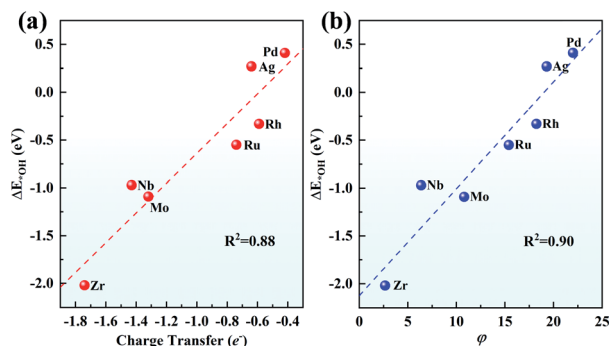 (a)
0.5
0.0
-0.5
-1.0
-1.5
-2.0
ΔE*OH (eV)
Pd
Ag
Rh
Ru
Nb
Mo
Zr
R²=0.88
-1.8 -1.6 -1.4 -1.2 -1.0 -0.8 -0.6 -0.4
Charge Transfer (e⁻)
(b)
0.5
0.0
-0.5
-1.0
-1.5
-2.0
ΔE*OH (eV)
Pd
Ag
Rh
Ru
Nb
Mo
Zr
R²=0.90
0 5 10 15 20 25
φ